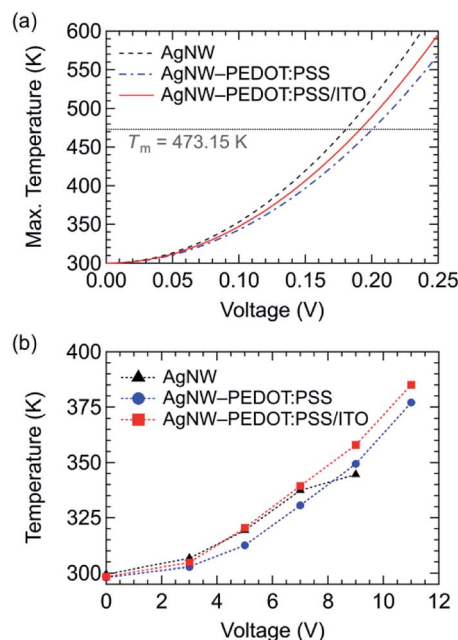 (a)
600
550
500
450
400
350
300
Max. Temperature (K)
AgNW
AgNW–PEDOT:PSS
AgNW–PEDOT:PSS/ITO
Tm = 473.15 K
0.00 0.05 0.10 0.15 0.20 0.25
Voltage (V)
(b)
400
375
350
325
300
Temperature (K)
AgNW
AgNW–PEDOT:PSS
AgNW–PEDOT:PSS/ITO
0 2 4 6 8 10 12
Voltage (V)